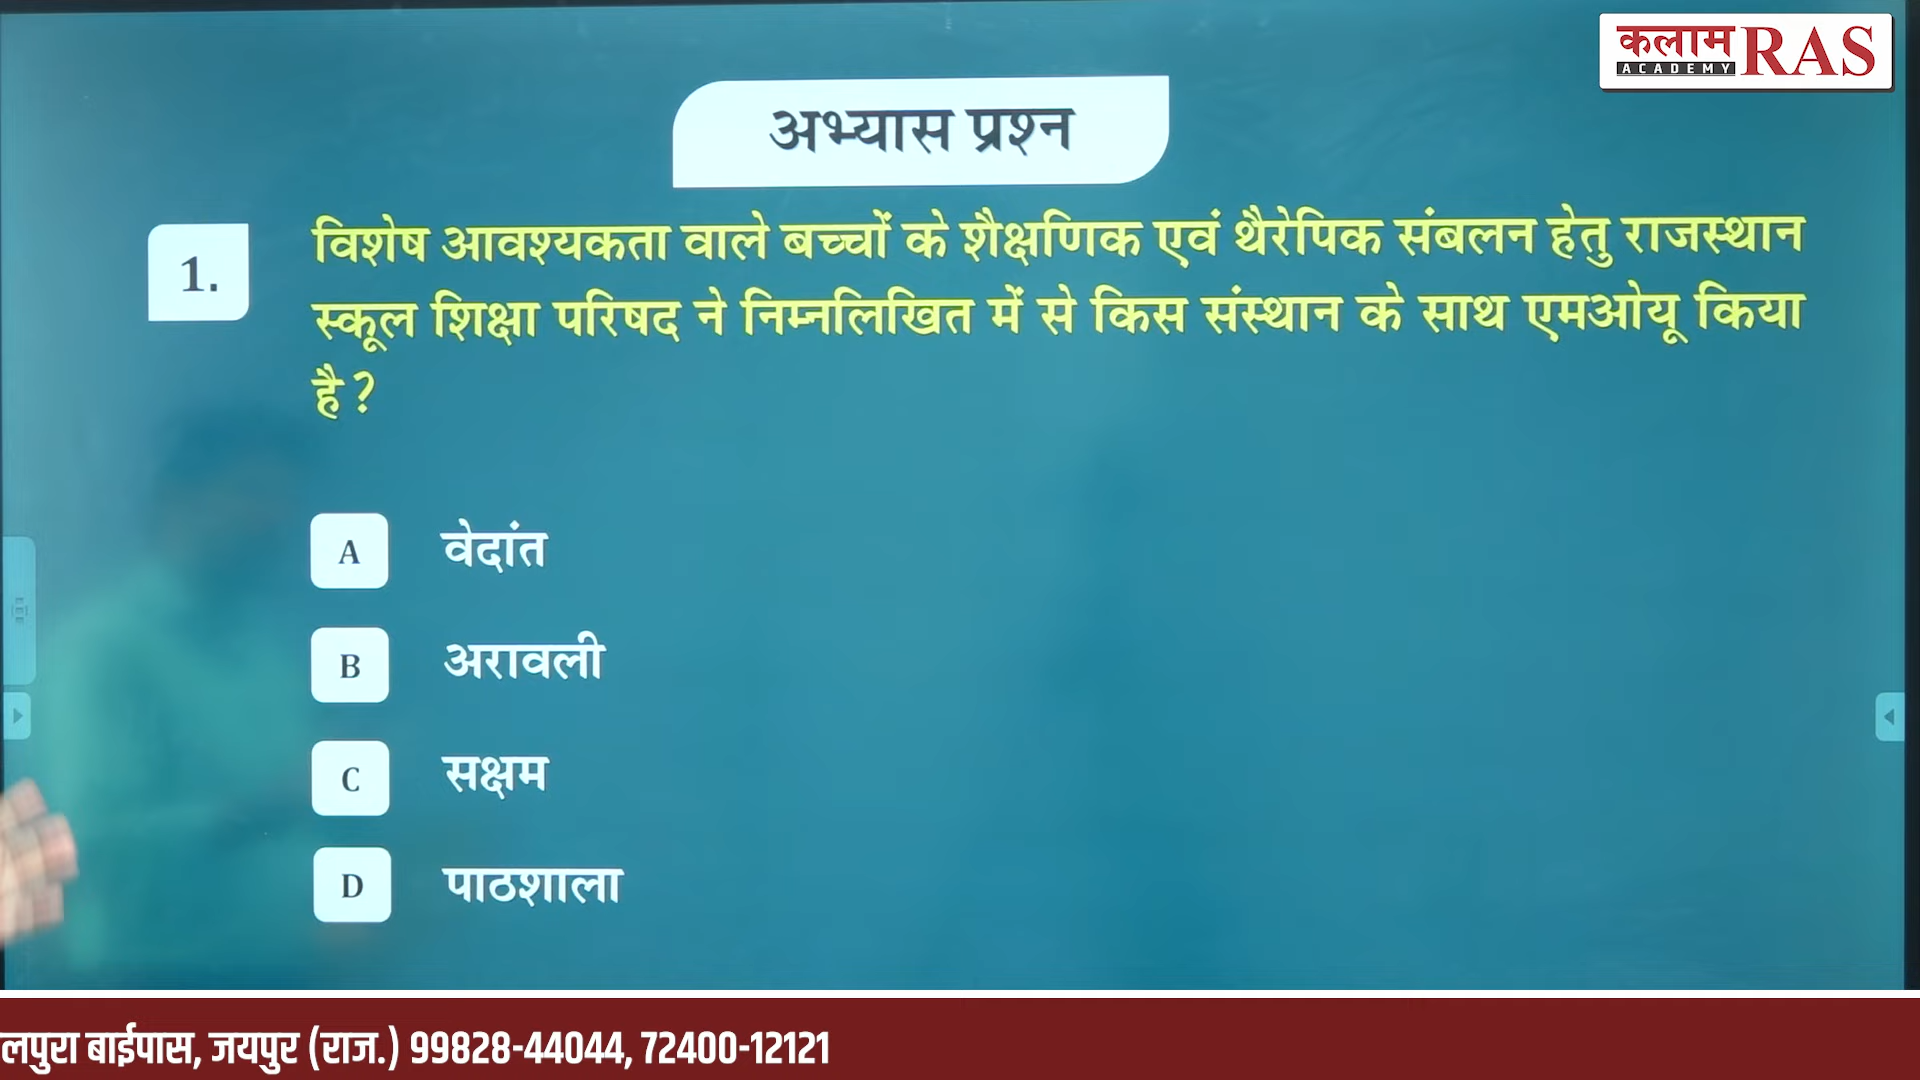 कलाम
ACADEMY
RAS
अभ्यास प्रश्न
1.
विशेष आवश्यकता वाले बच्चों के शैक्षणिक एवं थैरेपिक संबलन हेतु राजस्थान
स्कूल शिक्षा परिषद ने निम्नलिखित में से किस संस्थान के साथ एमओयू किया
है ?
A वेदांत
B अरावली
C सक्षम
D पाठशाला
लपुरा बाईपास, जयपुर (राज.) 99828-44044, 72400-12121